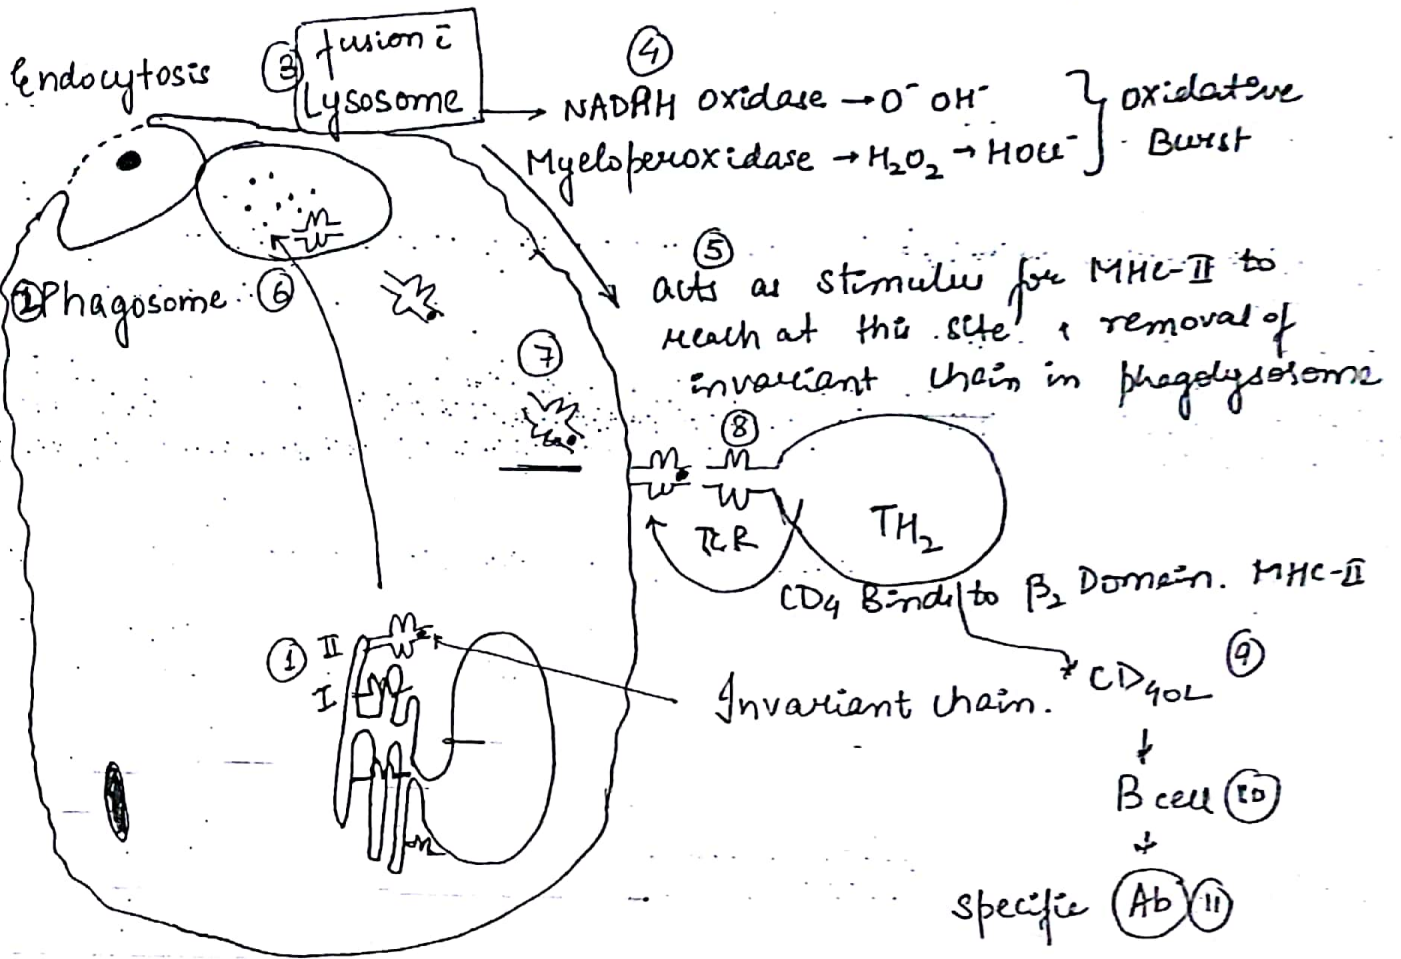 Endocytosis
③ fusion c̄
Lysosome
④
NADPH oxidase → O⁻ OH⁻ } oxidative
Myeloperoxidase → H₂O₂ → HOCl⁻ } Burst
② Phagosome
⑥
⑤
acts as stimulus for MHC-II to
reach at this site & removal of
invariant chain in phagolysosome
⑦
⑧
TCR
TH₂
CD₄ Binds to β₂ Domain. MHC-II
① II
I
Invariant chain.
CD₄₀L ⑨
↓
B cell ⑩
↓
specific Ab ⑪